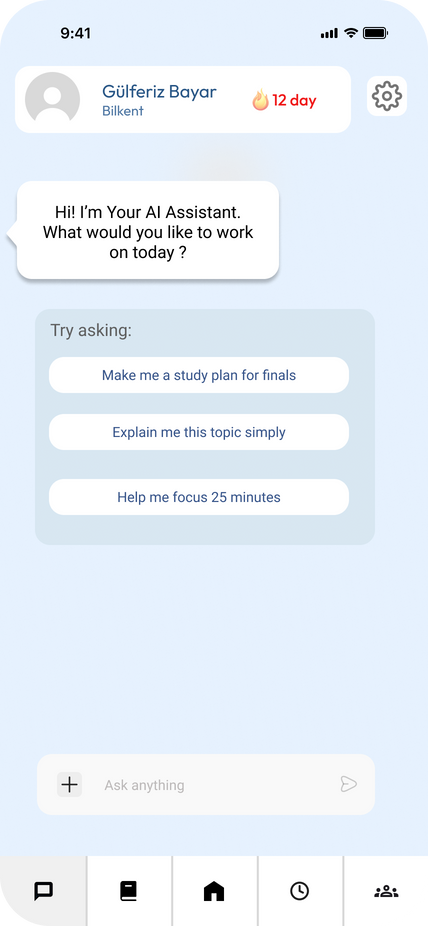 9:41
Gülferiz Bayar
Bilkent
12 day
Hi! I’m Your AI Assistant.
What would you like to work
on today ?
Try asking:
Make me a study plan for finals
Explain me this topic simply
Help me focus 25 minutes
Ask anything